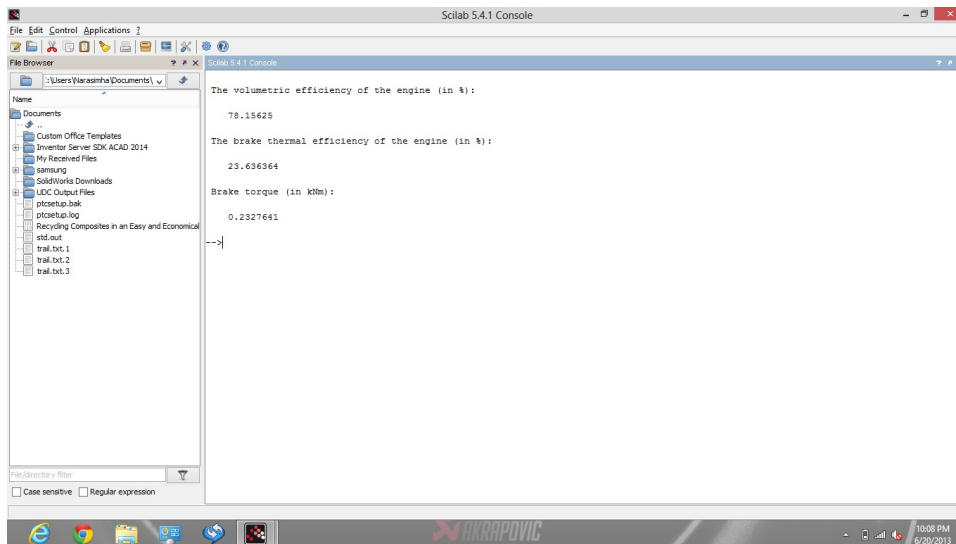 Scilab 5.4.1 Console
File Edit Control Applications ?
File Browser
Scilab 5.4.1 Console
:\Users\Narasimha\Documents\
Name
Documents
..
Custom Office Templates
Inventor Server SDK ACAD 2014
My Received Files
samsung
SolidWorks Downloads
UDC Output Files
ptcsetup.bak
ptcsetup.log
Recycling Composites in an Easy and Economical
std.out
trail.txt.1
trail.txt.2
trail.txt.3
File/directory filter
Case sensitive Regular expression
The volumetric efficiency of the engine (in %):
78.15625
The brake thermal efficiency of the engine (in %):
23.636364
Brake torque (in kNm):
0.2327641
-->
AKRAPOVIC
10:08 PM
6/20/2013